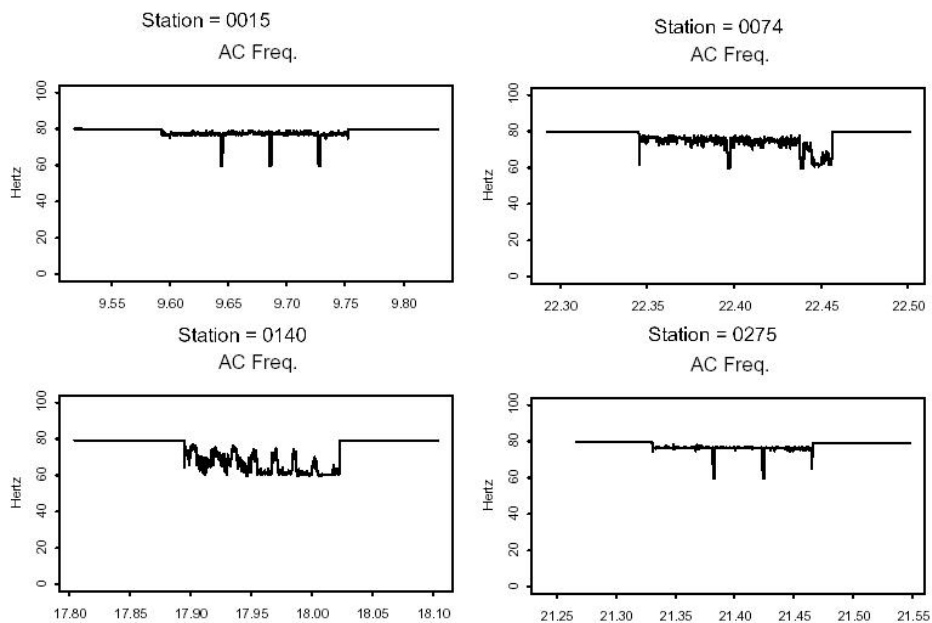 Station = 0015
AC Freq.
Hertz
100
80
60
40
20
0
9.55 9.60 9.65 9.70 9.75 9.80
Station = 0074
AC Freq.
Hertz
100
80
60
40
20
0
22.30 22.35 22.40 22.45 22.50
Station = 0140
AC Freq.
Hertz
100
80
60
40
20
0
17.80 17.85 17.90 17.95 18.00 18.05 18.10
Station = 0275
AC Freq.
Hertz
100
80
60
40
20
0
21.25 21.30 21.35 21.40 21.45 21.50 21.55